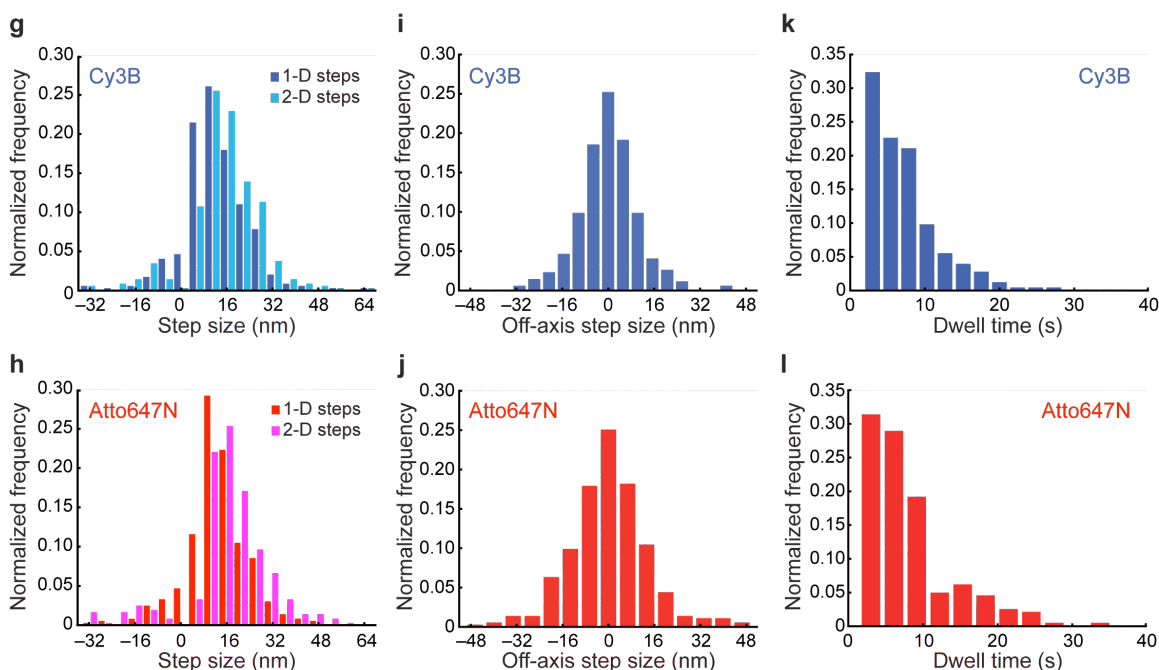 g
Normalized frequency
0.30
0.25
0.20
0.15
0.10
0.05
0
Cy3B
1-D steps
2-D steps
–32 –16 0 16 32 48 64
Step size (nm)
i
Normalized frequency
0.30
0.25
0.20
0.15
0.10
0.05
0
Cy3B
–48 –32 –16 0 16 32 48
Off-axis step size (nm)
k
Normalized frequency
0.35
0.30
0.25
0.20
0.15
0.10
0.05
0
Cy3B
0 10 20 30 40
Dwell time (s)
h
Normalized frequency
0.30
0.25
0.20
0.15
0.10
0.05
0
Atto647N
1-D steps
2-D steps
–32 –16 0 16 32 48 64
Step size (nm)
j
Normalized frequency
0.30
0.25
0.20
0.15
0.10
0.05
0
Atto647N
–48 –32 –16 0 16 32 48
Off-axis step size (nm)
l
Normalized frequency
0.35
0.30
0.25
0.20
0.15
0.10
0.05
0
Atto647N
0 10 20 30 40
Dwell time (s)